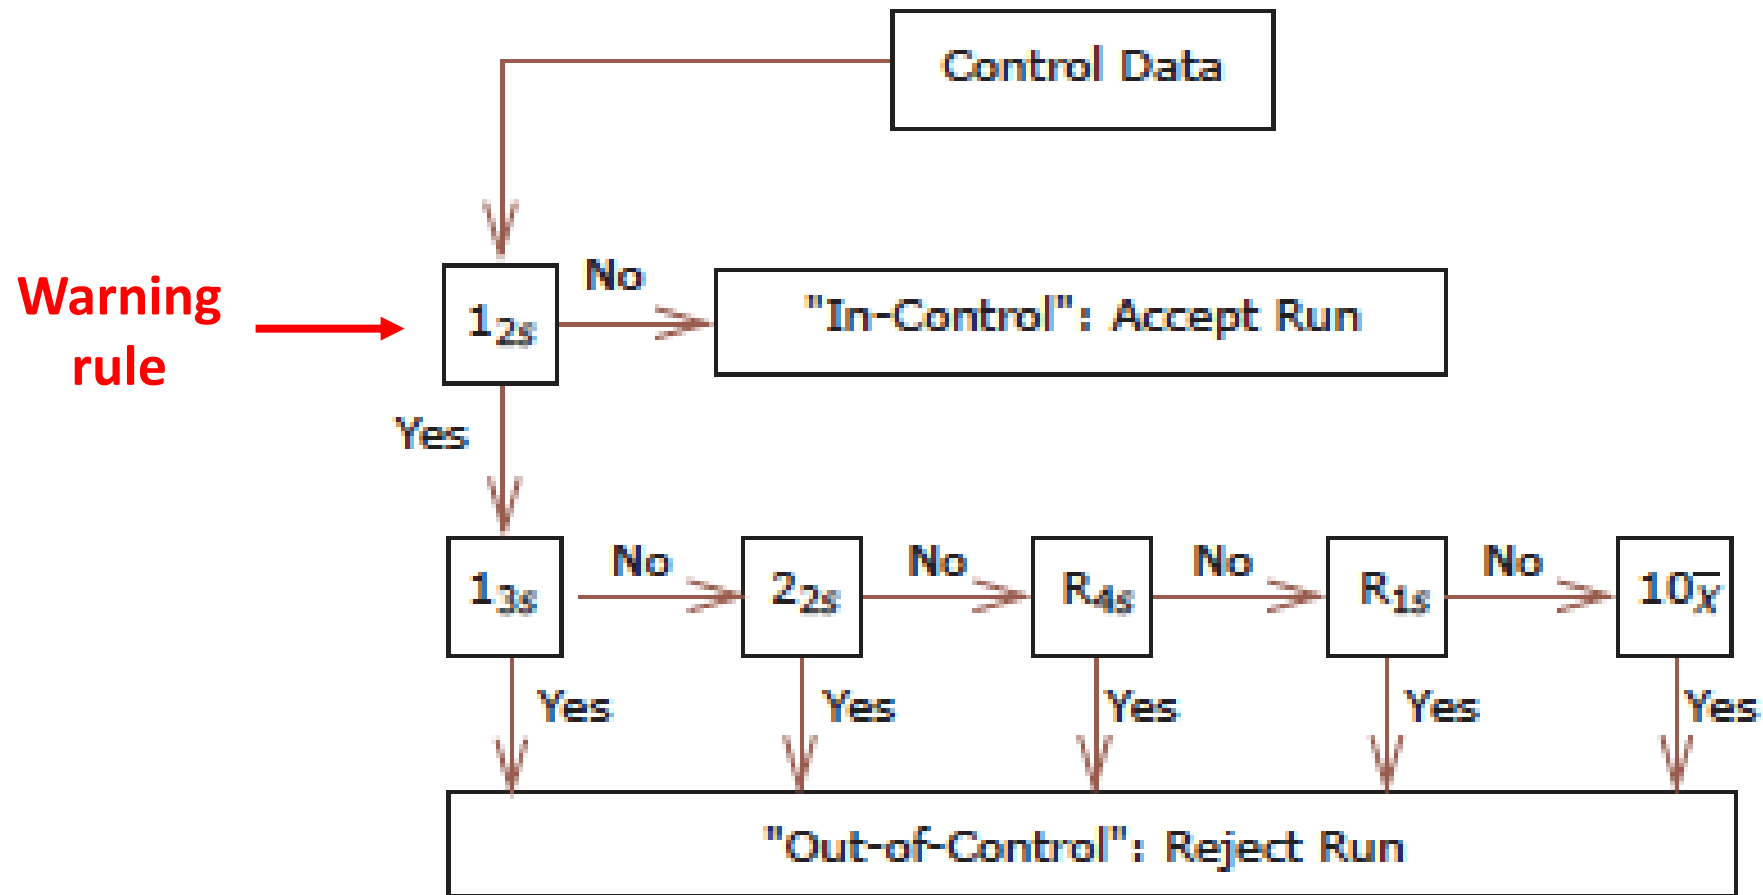 Control Data
Warning
rule
1₂ₛ
No
"In-Control": Accept Run
Yes
1₃ₛ
No
2₂ₛ
No
R₄ₛ
No
R₁ₛ
No
10x̅
Yes
Yes
Yes
Yes
Yes
"Out-of-Control": Reject Run